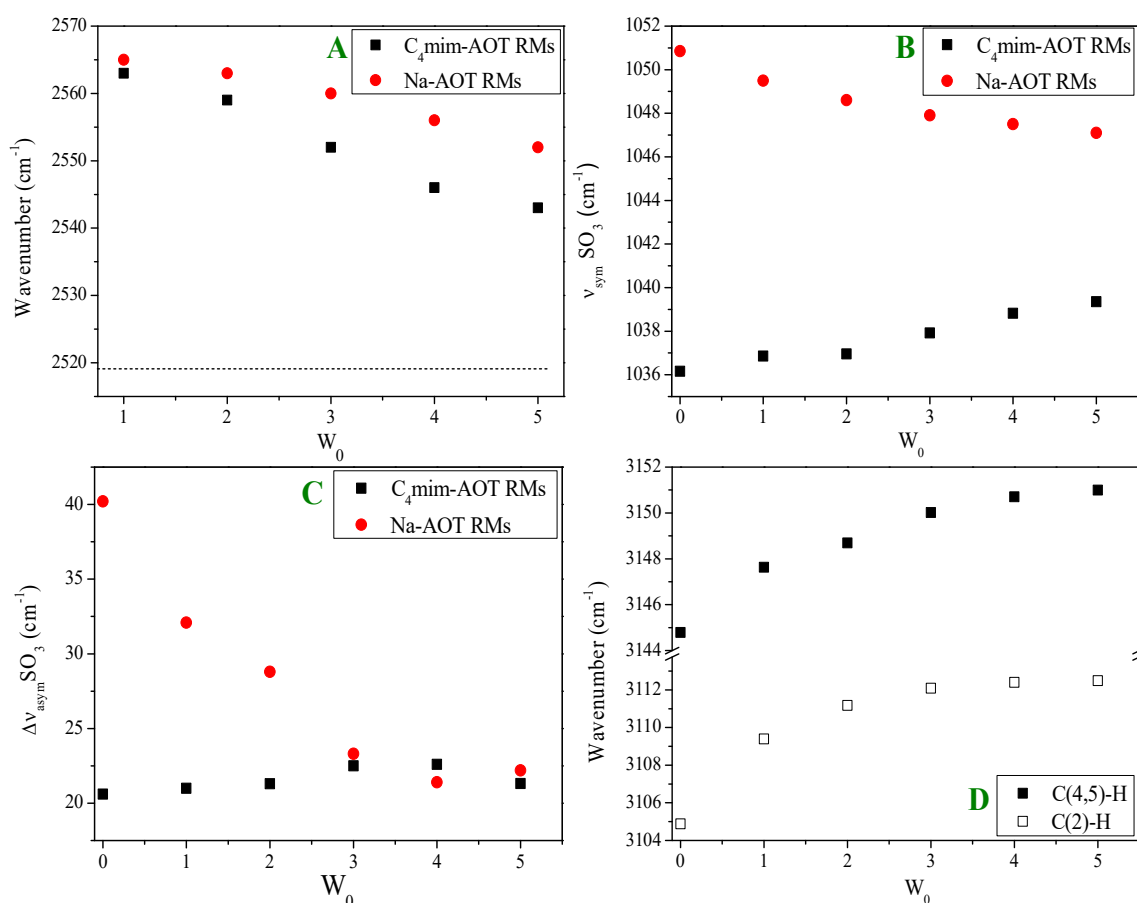 A
C₄mim-AOT RMs
Na-AOT RMs
Wavenumber (cm⁻¹)
2570
2560
2550
2540
2530
2520
1 2 3 4 5
W₀
B
C₄mim-AOT RMs
Na-AOT RMs
ν_sym SO₃ (cm⁻¹)
1052
1050
1048
1046
1044
1042
1040
1038
1036
0 1 2 3 4 5
W₀
C
C₄mim-AOT RMs
Na-AOT RMs
Δν_asym SO₃ (cm⁻¹)
40
35
30
25
20
0 1 2 3 4 5
W₀
Wavenumber (cm⁻¹)
3152
3150
3148
3146
3144
3112
3110
3108
3106
3104
D
C(4,5)-H
C(2)-H
0 1 2 3 4 5
W₀